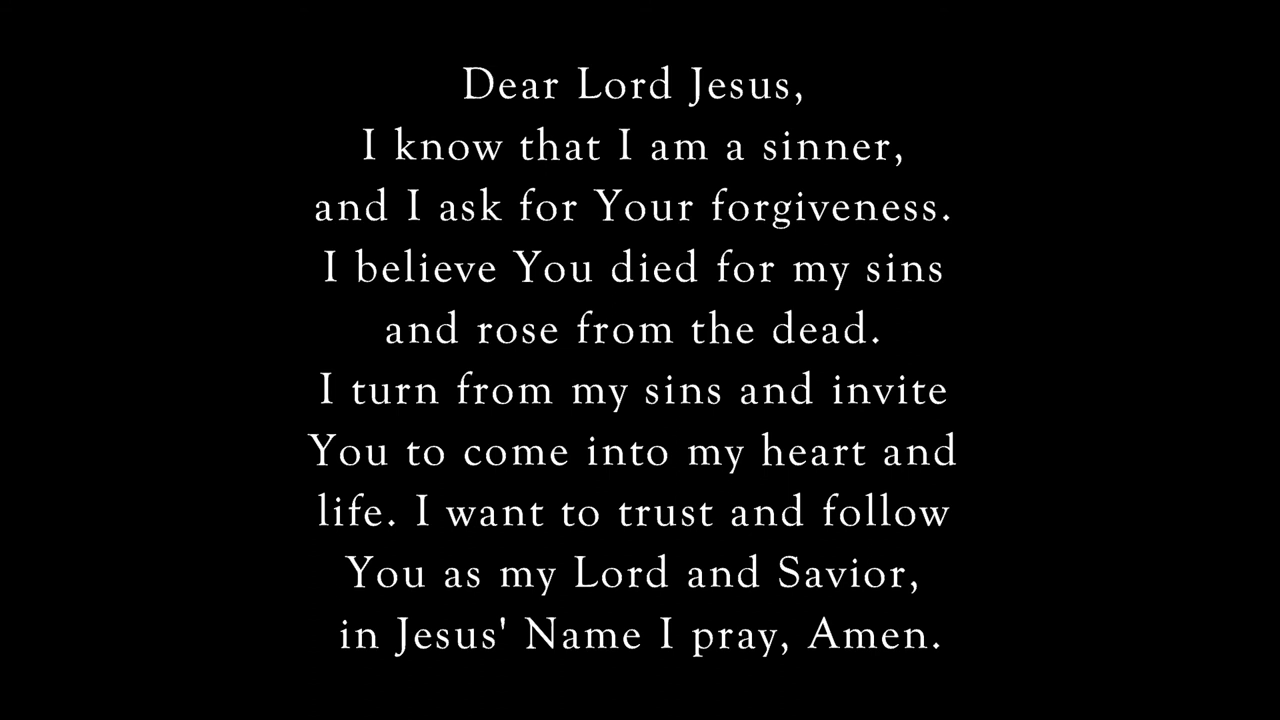 Dear Lord Jesus,
I know that I am a sinner,
and I ask for Your forgiveness.
I believe You died for my sins
and rose from the dead.
I turn from my sins and invite
You to come into my heart and
life. I want to trust and follow
You as my Lord and Savior,
in Jesus' Name I pray, Amen.